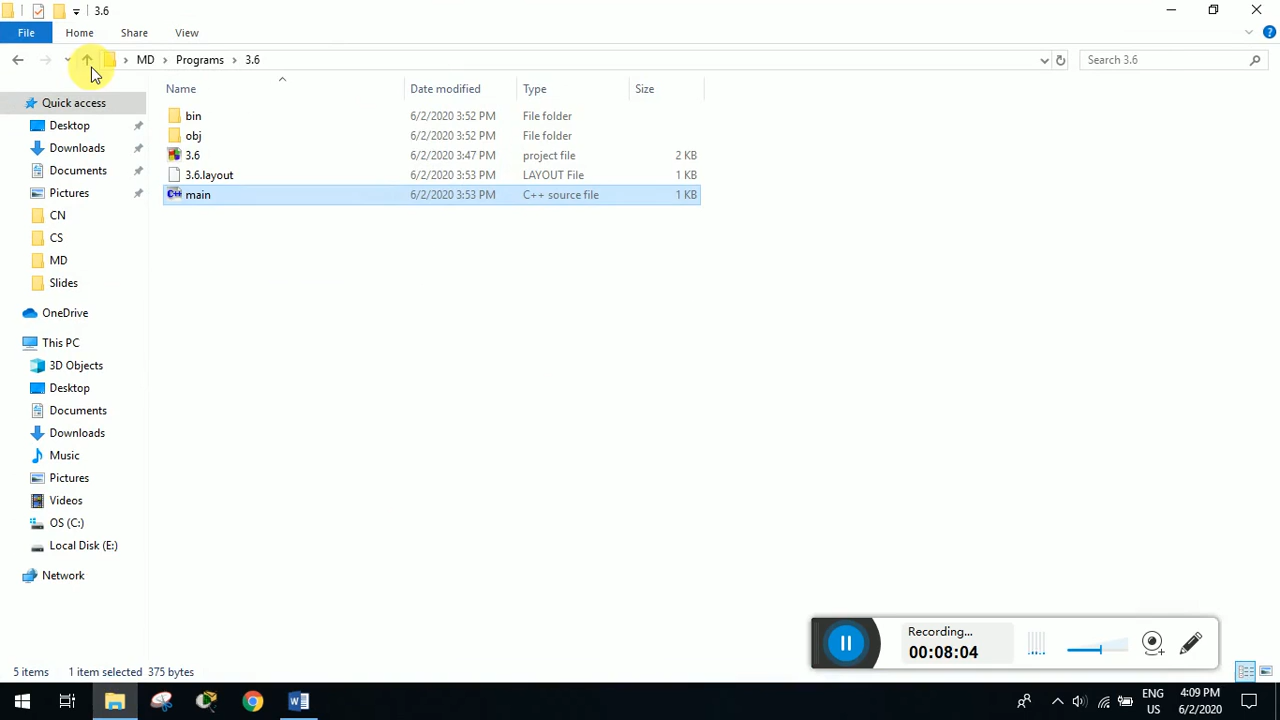 3.6
File Home Share View
MD Programs 3.6 Search 3.6
Name Date modified Type Size
Quick access
Desktop
Downloads
Documents
Pictures
CN
CS
MD
Slides
OneDrive
This PC
3D Objects
Desktop
Documents
Downloads
Music
Pictures
Videos
OS (C:)
Local Disk (E:)
Network
bin 6/2/2020 3:52 PM File folder
obj 6/2/2020 3:52 PM File folder
3.6 6/2/2020 3:47 PM project file 2 KB
3.6.layout 6/2/2020 3:53 PM LAYOUT File 1 KB
main 6/2/2020 3:53 PM C++ source file 1 KB
Recording...
00:08:04
5 items 1 item selected 375 bytes
ENG 4:09 PM
US 6/2/2020